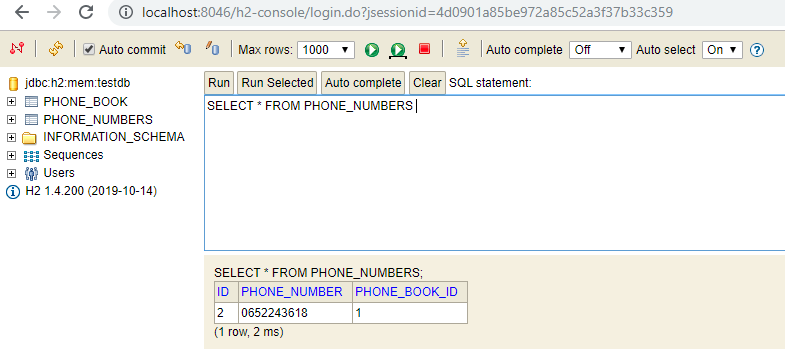 localhost:8046/h2-console/login.do?jsessionid=4d0901a85be972a85c52a3f37b33c359
Auto commit Max rows: 1000 Auto complete Off Auto select On
jdbc:h2:mem:testdb
PHONE_BOOK
PHONE_NUMBERS
INFORMATION_SCHEMA
Sequences
Users
H2 1.4.200 (2019-10-14)
Run Run Selected Auto complete Clear SQL statement:
SELECT * FROM PHONE_NUMBERS
SELECT * FROM PHONE_NUMBERS;
ID PHONE_NUMBER PHONE_BOOK_ID
2 0652243618 1
(1 row, 2 ms)